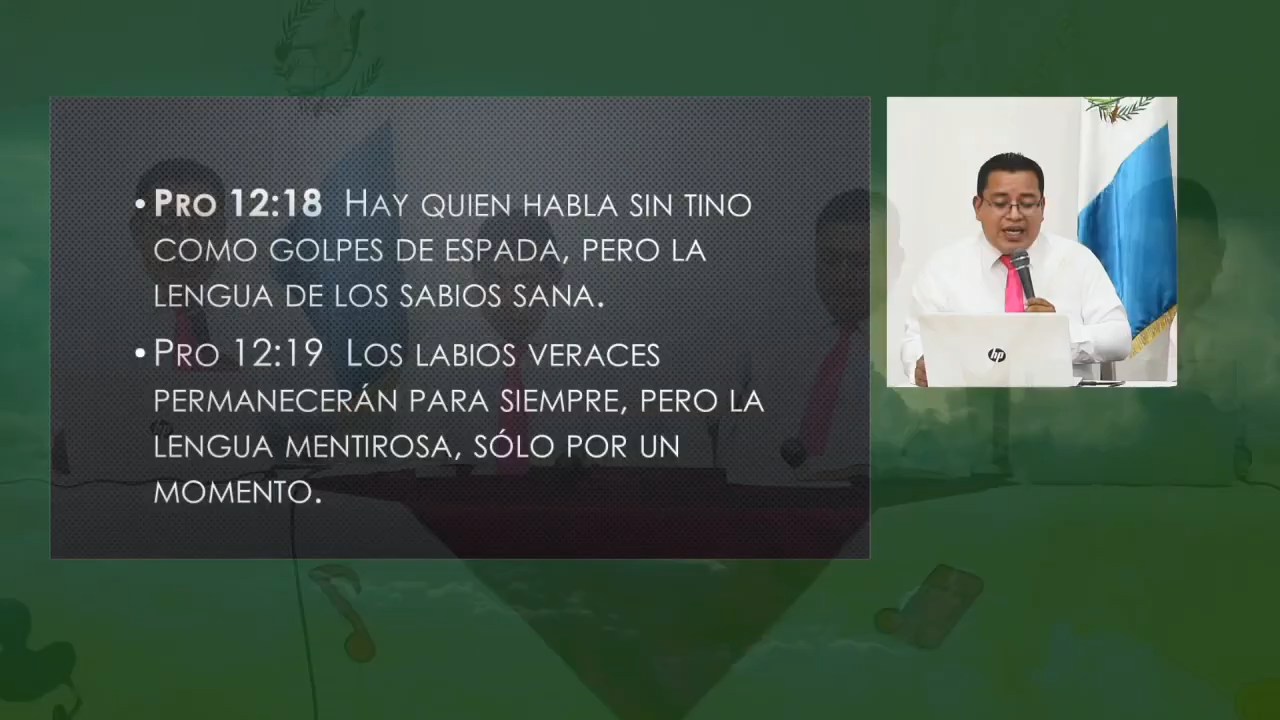 • Pro 12:18 Hay quien habla sin tino
como golpes de espada, pero la
lengua de los sabios sana.
• Pro 12:19 Los labios veraces
permanecerán para siempre, pero la
lengua mentirosa, sólo por un
momento.
hp